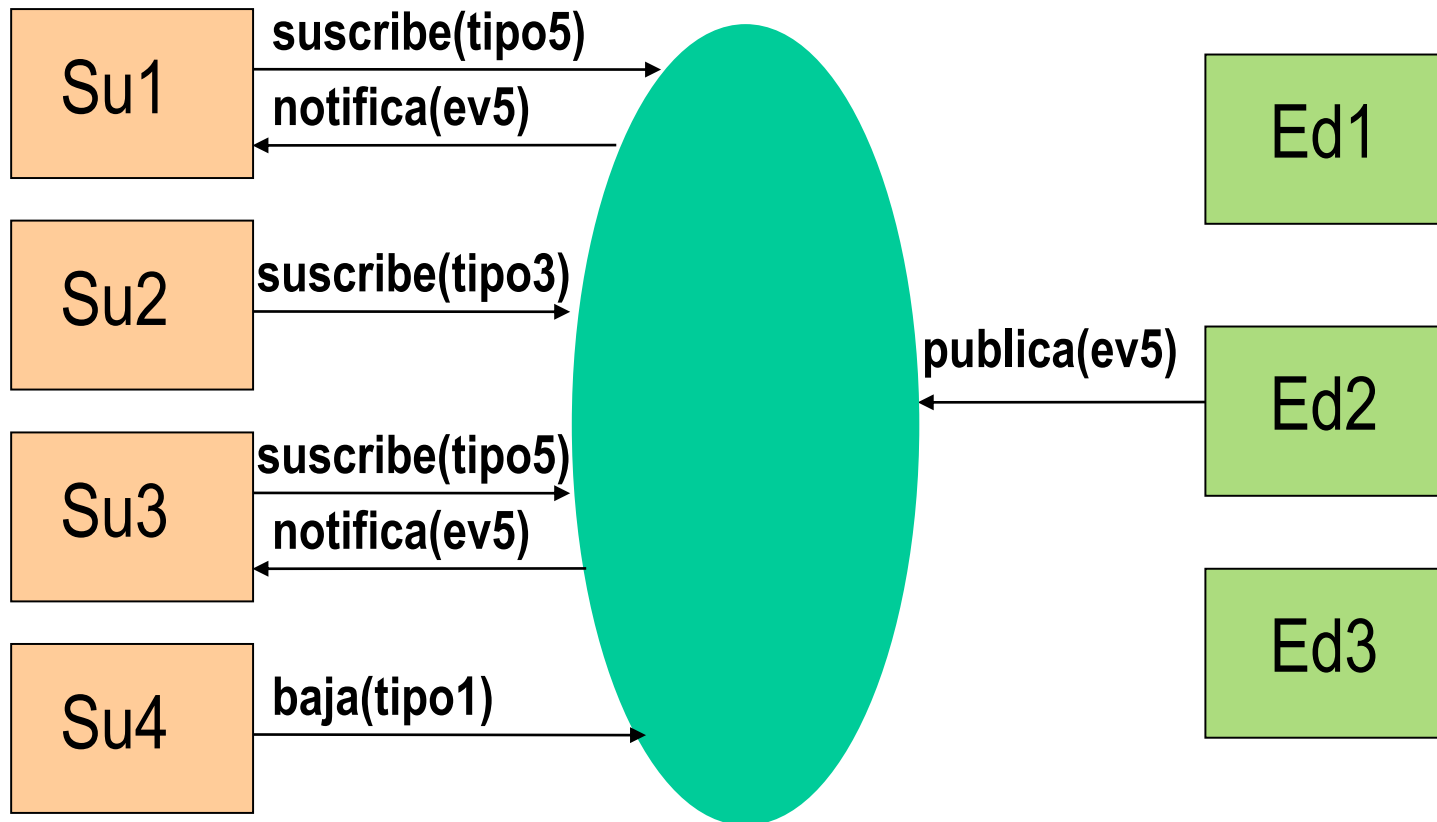 Su1
suscribe(tipo5)
notifica(ev5)
Su2
suscribe(tipo3)
Su3
suscribe(tipo5)
notifica(ev5)
Su4
baja(tipo1)
Ed1
publica(ev5)
Ed2
Ed3